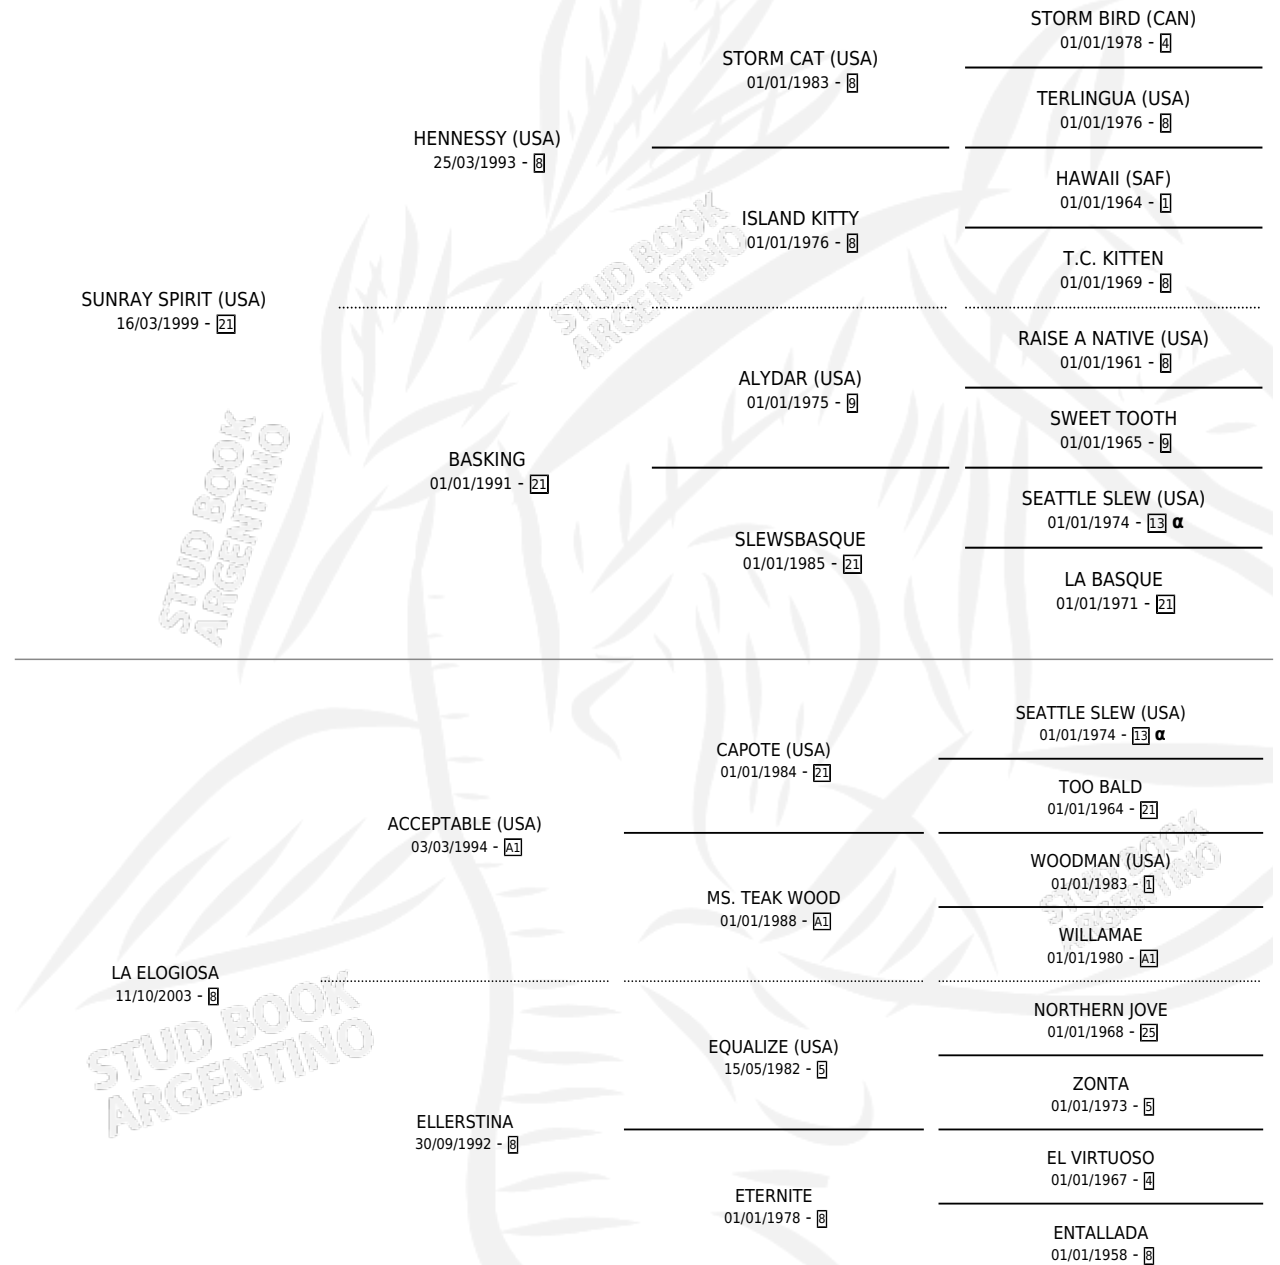 STORM BIRD (CAN)
01/01/1978 - 4
STORM CAT (USA)
01/01/1983 - 8
TERLINGUA (USA)
01/01/1976 - 8
HENNESSY (USA)
25/03/1993 - 8
HAWAII (SAF)
01/01/1964 - 1
ISLAND KITTY
01/01/1976 - 8
T.C. KITTEN
01/01/1969 - 8
SUNRAY SPIRIT (USA)
16/03/1999 - 21
RAISE A NATIVE (USA)
01/01/1961 - 8
ALYDAR (USA)
01/01/1975 - 9
SWEET TOOTH
01/01/1965 - 9
BASKING
01/01/1991 - 21
SEATTLE SLEW (USA)
01/01/1974 - 13 α
SLEWSBASQUE
01/01/1985 - 21
LA BASQUE
01/01/1971 - 21
SEATTLE SLEW (USA)
01/01/1974 - 13 α
CAPOTE (USA)
01/01/1984 - 21
TOO BALD
01/01/1964 - 21
ACCEPTABLE (USA)
03/03/1994 - A1
WOODMAN (USA)
01/01/1983 - 1
MS. TEAK WOOD
01/01/1988 - A1
WILLAMAE
01/01/1980 - A1
LA ELOGIOSA
11/10/2003 - 8
NORTHERN JOVE
01/01/1968 - 25
EQUALIZE (USA)
15/05/1982 - 5
ZONTA
01/01/1973 - 5
ELLERSTINA
30/09/1992 - 8
EL VIRTUOSO
01/01/1967 - 4
ETERNITE
01/01/1978 - 8
ENTALLADA
01/01/1958 - 8
STUD BOOK
ARGENTINO
STUD BOOK
ARGENTINO
STUD BOOK
ARGENTINO
STUD BOOK
ARGENTINO